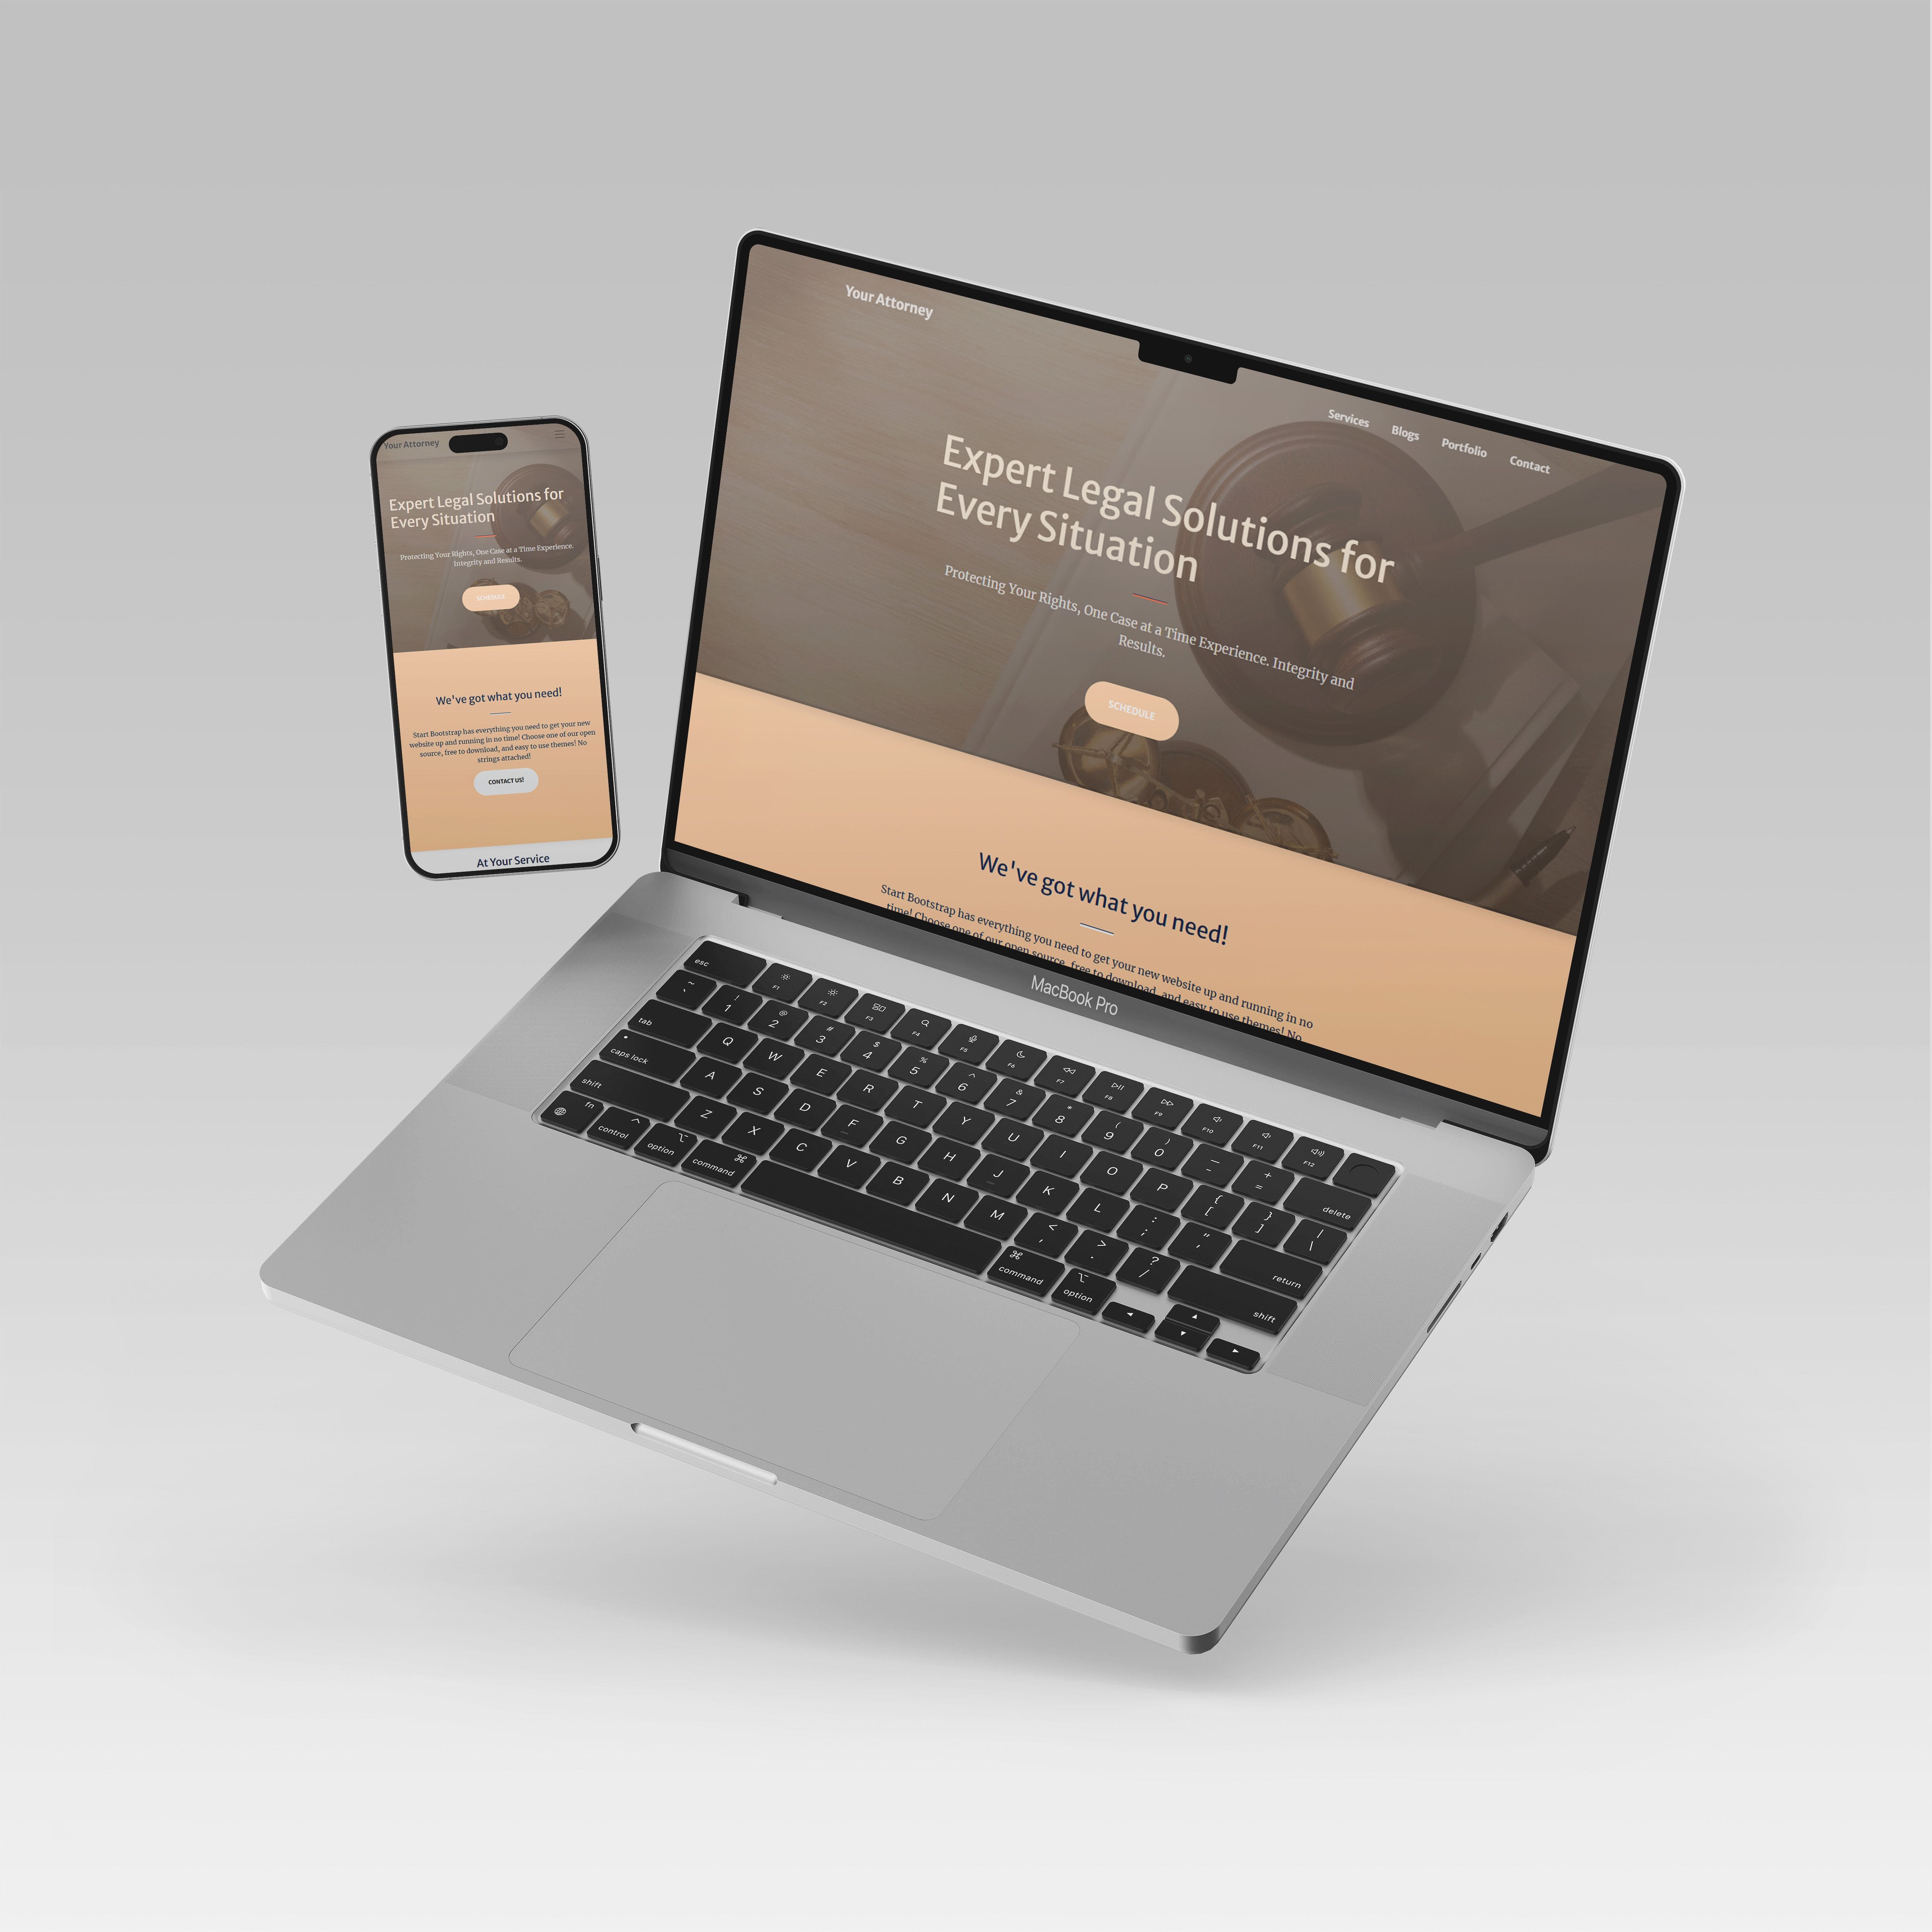 Your Attorney
Expert Legal Solutions for
Every Situation
Protecting Your Rights, One Case at a Time Experience.
Integrity and Results.
SCHEDULE
We've got what you need!
Start Bootstrap has everything you need to get your new
website up and running in no time! Choose one of our open
source, free to download, and easy to use themes! No
strings attached!
CONTACT US!
At Your Service
Your Attorney
Services Blogs Portfolio Contact
Expert Legal Solutions for
Every Situation
Protecting Your Rights, One Case at a Time Experience. Integrity and
Results.
SCHEDULE
We've got what you need!
Start Bootstrap has everything you need to get your new website up and running in no
time! Choose one of our open source, free to download, and easy to use themes! No
MacBook Pro
esc F1 F2 F3 F4 F5 F6 F7 F8 F9 F10 F11 F12
~ ` ! 1 @ 2 # 3 $ 4 % 5 ^ 6 & 7 * 8 ( 9 ) 0 — - + = delete
tab Q W E R T Y U I O P { [ } ] | \
caps lock A S D F G H J K L : ; " ' return
shift Z X C V B N M < , > . ? / shift
fn control option command command option